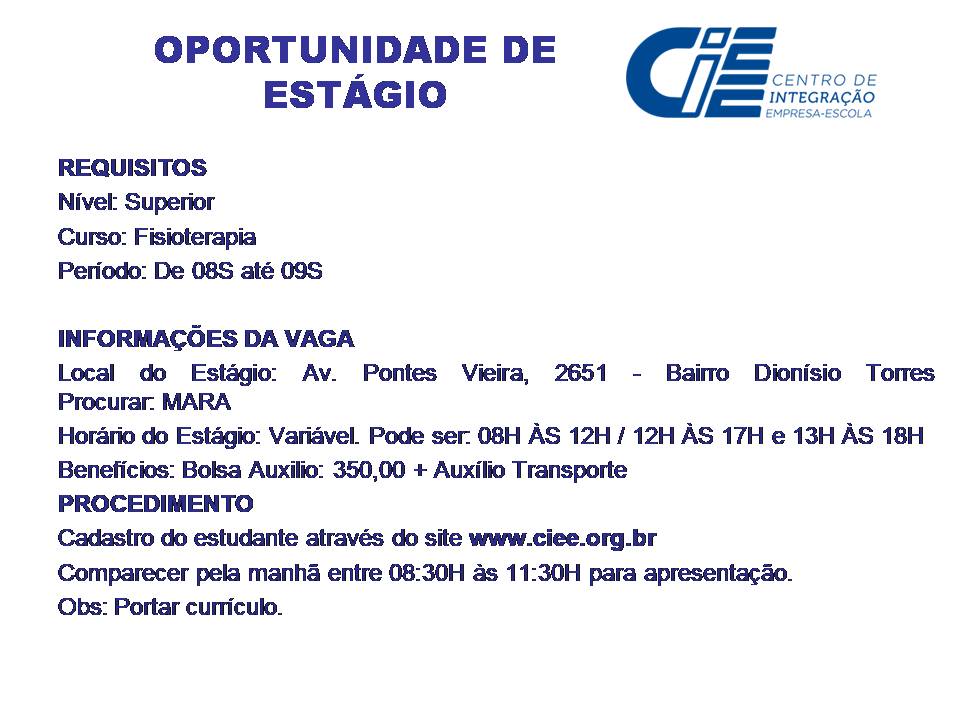 OPORTUNIDADE DE
ESTÁGIO
CIEE
CENTRO DE
INTEGRAÇÃO
EMPRESA-ESCOLA
REQUISITOS
Nível: Superior
Curso: Fisioterapia
Período: De 08S até 09S
INFORMAÇÕES DA VAGA
Local do Estágio: Av. Pontes Vieira, 2651 - Bairro Dionísio Torres
Procurar: MARA
Horário do Estágio: Variável. Pode ser: 08H ÀS 12H / 12H ÀS 17H e 13H ÀS 18H
Benefícios: Bolsa Auxilio: 350,00 + Auxílio Transporte
PROCEDIMENTO
Cadastro do estudante através do site www.ciee.org.br
Comparecer pela manhã entre 08:30H às 11:30H para apresentação.
Obs: Portar currículo.